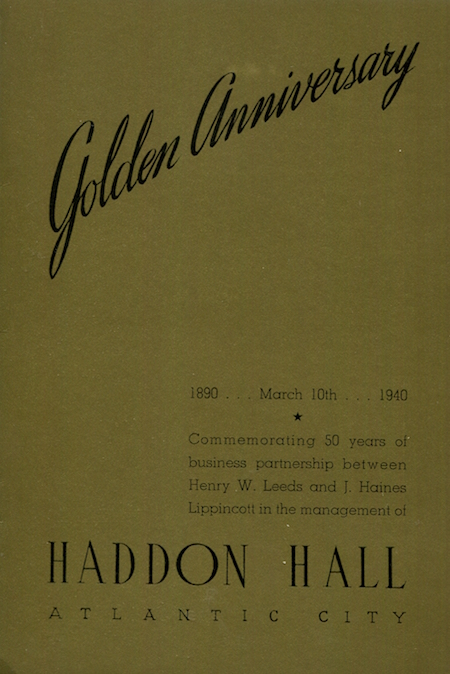 Golden Anniversary
1890 . . . March 10th . . . 1940
★
Commemorating 50 years of
business partnership between
Henry W. Leeds and J. Haines
Lippincott in the management of
HADDON HALL
ATLANTIC CITY